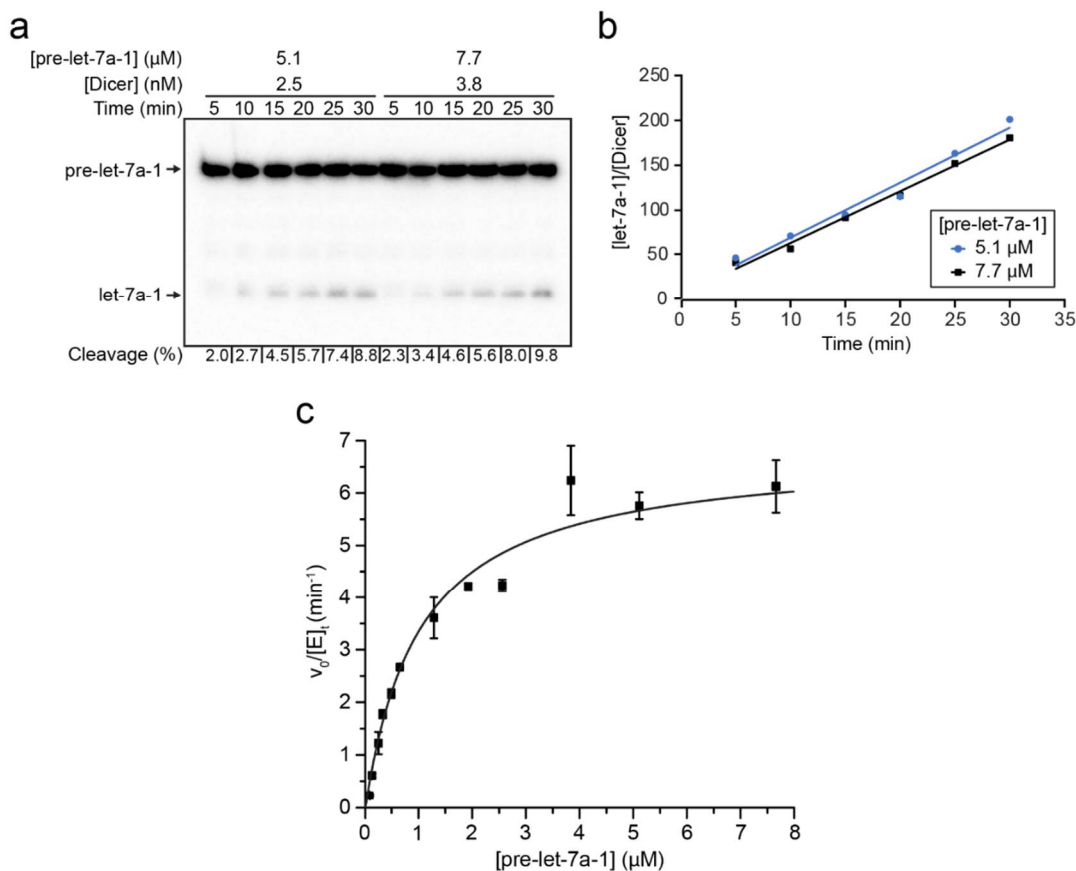 a
[pre-let-7a-1] (µM) 5.1 7.7
[Dicer] (nM) 2.5 3.8
Time (min) 5 10 15 20 25 30 5 10 15 20 25 30
pre-let-7a-1
let-7a-1
Cleavage (%) 2.0|2.7|4.5|5.7|7.4|8.8|2.3|3.4|4.6|5.6|8.0|9.8
b
[let-7a-1]/[Dicer]
250
200
150
100
50
0
0 5 10 15 20 25 30 35
Time (min)
[pre-let-7a-1]
5.1 µM
7.7 µM
c
v₀/[E]ₜ (min⁻¹)
7
6
5
4
3
2
1
0
0 1 2 3 4 5 6 7 8
[pre-let-7a-1] (µM)